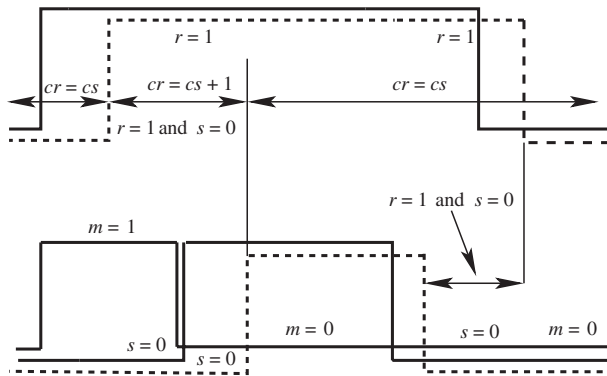 r = 1
r = 1
cr = cs
cr = cs + 1
cr = cs
r = 1 and s = 0
r = 1 and s = 0
m = 1
s = 0
s = 0
m = 0
s = 0
m = 0